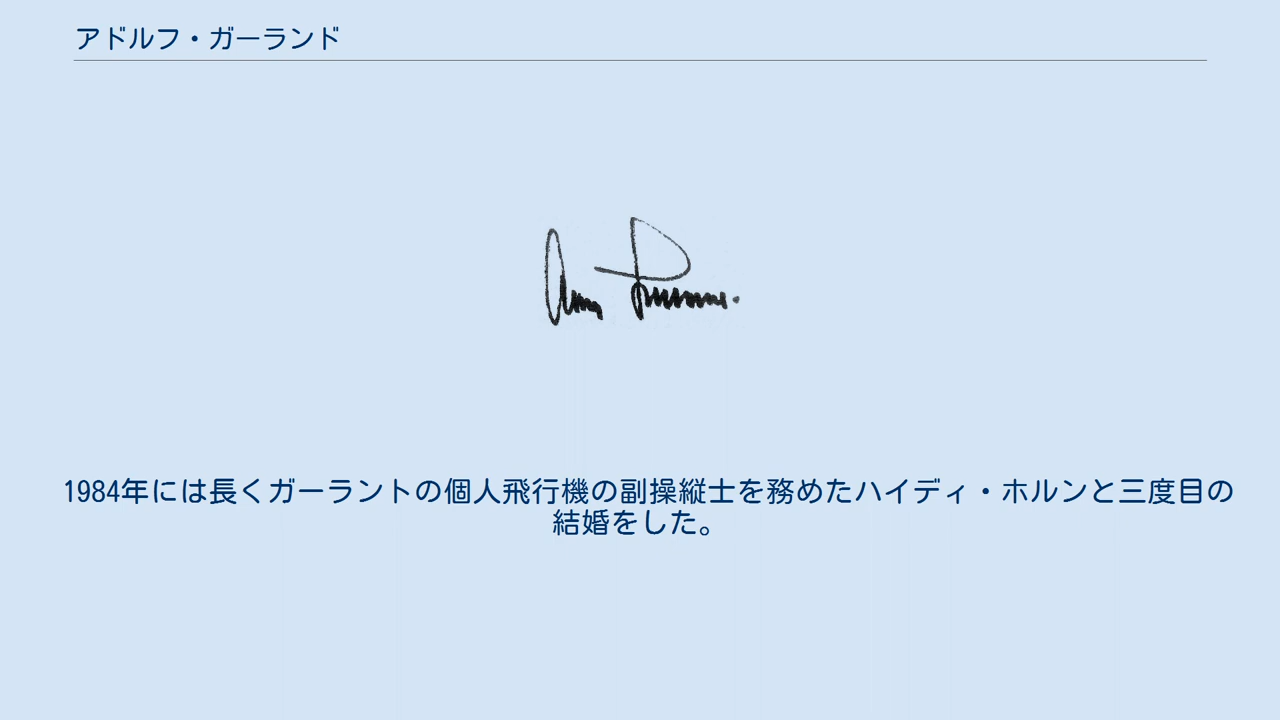 アドルフ・ガーランド
1984年には長くガーラントの個人飛行機の副操縦士を務めたハイディ・ホルンと三度目の
結婚をした。